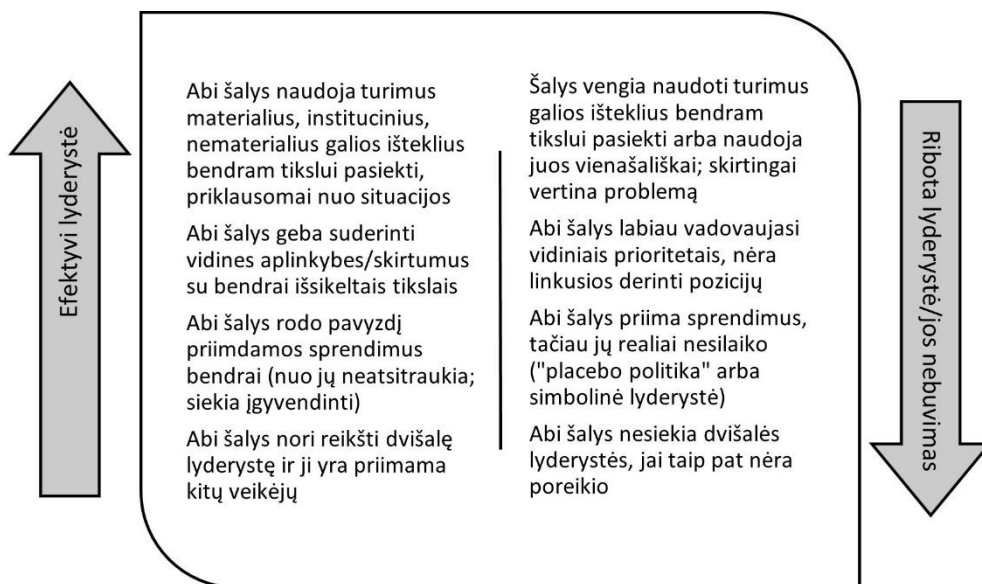 Efektyvi lyderystė
Abi šalys naudoja turimus
materialius, institucinius,
nematerialius galios išteklius
bendram tikslui pasiekti,
priklausomai nuo situacijos
Abi šalys geba suderinti
vidines aplinkybes/skirtumus
su bendrai išsikeltais tikslais
Abi šalys rodo pavyzdį
priimdamos sprendimus
bendrai (nuo jų neatsitraukia;
siekia įgyvendinti)
Abi šalys nori reikšti dvišalę
lyderystę ir ji yra priimama
kitų veikėjų
Šalys vengia naudoti turimus
galios išteklius bendram
tikslui pasiekti arba naudoja
juos vienašališkai; skirtingai
vertina problemą
Abi šalys labiau vadovaujasi
vidiniais prioritetais, nėra
linkusios derinti pozicijų
Abi šalys priima sprendimus,
tačiau jų realiai nesilaiko
("placebo politika" arba
simbolinė lyderystė)
Abi šalys nesiekia dvišalės
lyderystės, jai taip pat nėra
poreikio
Ribota lyderystė/jos nebuvimas